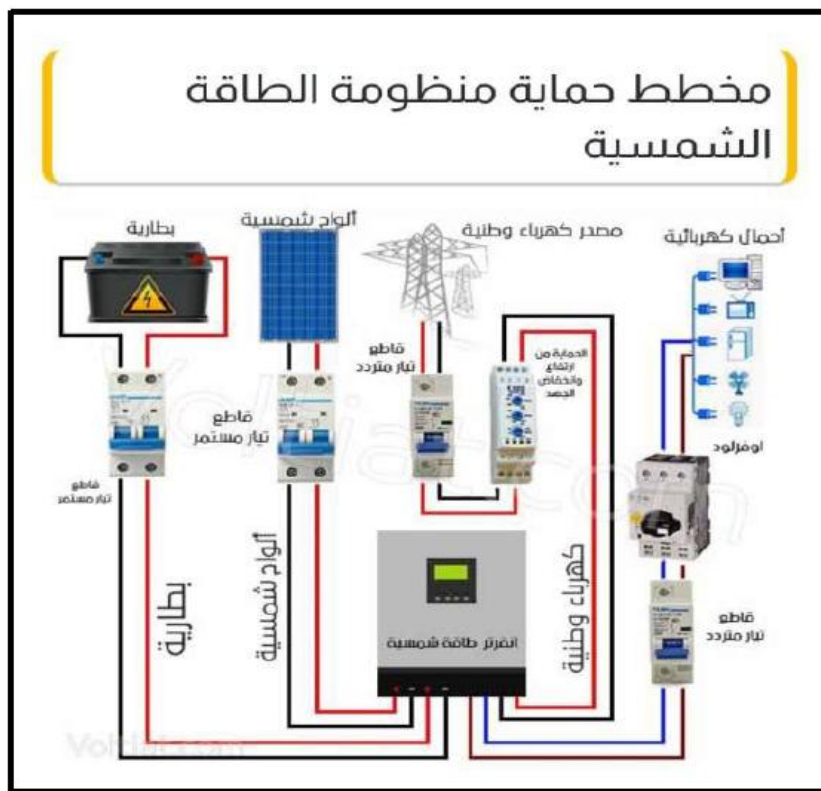 مخطط حماية منظومة الطاقة
الشمسية
أحمال كهربائية
مصدر كهرباء وطنية
ألواح شمسية
بطارية
قاطع
تيار متردد
الحماية من
ارتفاع
وانخفاض
الجهد
قاطع
تيار مستمر
قاطع
تيار مستمر
اوفرلود
قاطع
تيار متردد
كهرباء وطنية
ألواح شمسية
بطارية
انفرتر طاقة شمسية
Voltiat.com